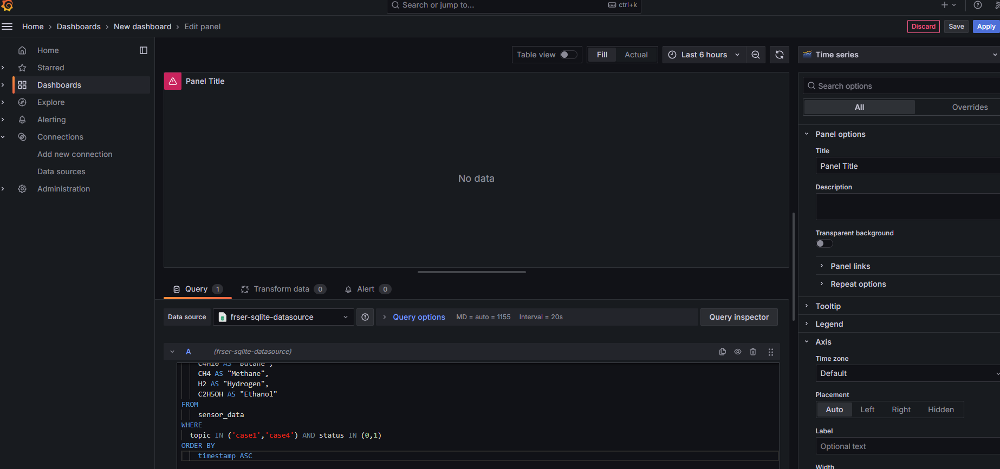 Search or jump to... ctrl+k
Home › Dashboards › New dashboard › Edit panel
Discard Save Apply
Home
Starred
Dashboards
Explore
Alerting
Connections
Add new connection
Data sources
Administration
Table view Fill Actual Last 6 hours
Panel Title
No data
Query 1 Transform data 0 Alert 0
Data source frser-sqlite-datasource Query options MD = auto = 1155 Interval = 20s Query inspector
A (frser-sqlite-datasource)
C4H10 AS "Butane",
CH4 AS "Methane",
H2 AS "Hydrogen",
C2H5OH AS "Ethanol"
FROM
sensor_data
WHERE
topic IN ('case1','case4') AND status IN (0,1)
ORDER BY
timestamp ASC
Time series
Search options
All Overrides
Panel options
Title
Panel Title
Description
Transparent background
Panel links
Repeat options
Tooltip
Legend
Axis
Time zone
Default
Placement
Auto Left Right Hidden
Label
Optional text
Width